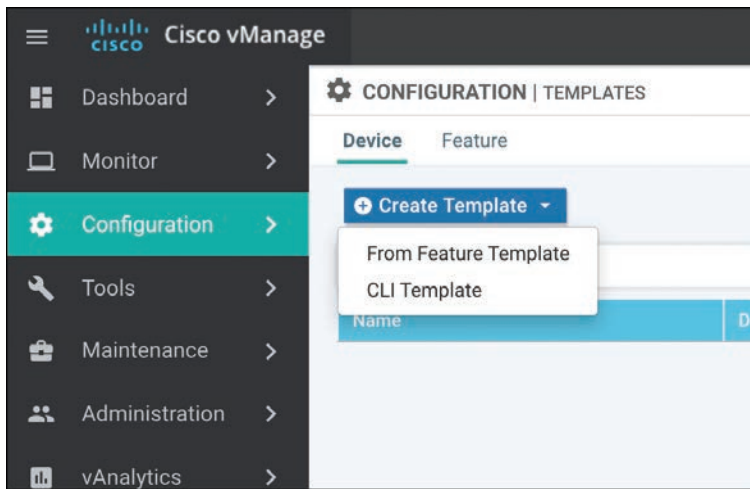 CISCO Cisco vManage
Dashboard
Monitor
Configuration
Tools
Maintenance
Administration
vAnalytics
CONFIGURATION | TEMPLATES
Device Feature
Create Template
From Feature Template
CLI Template
Name D